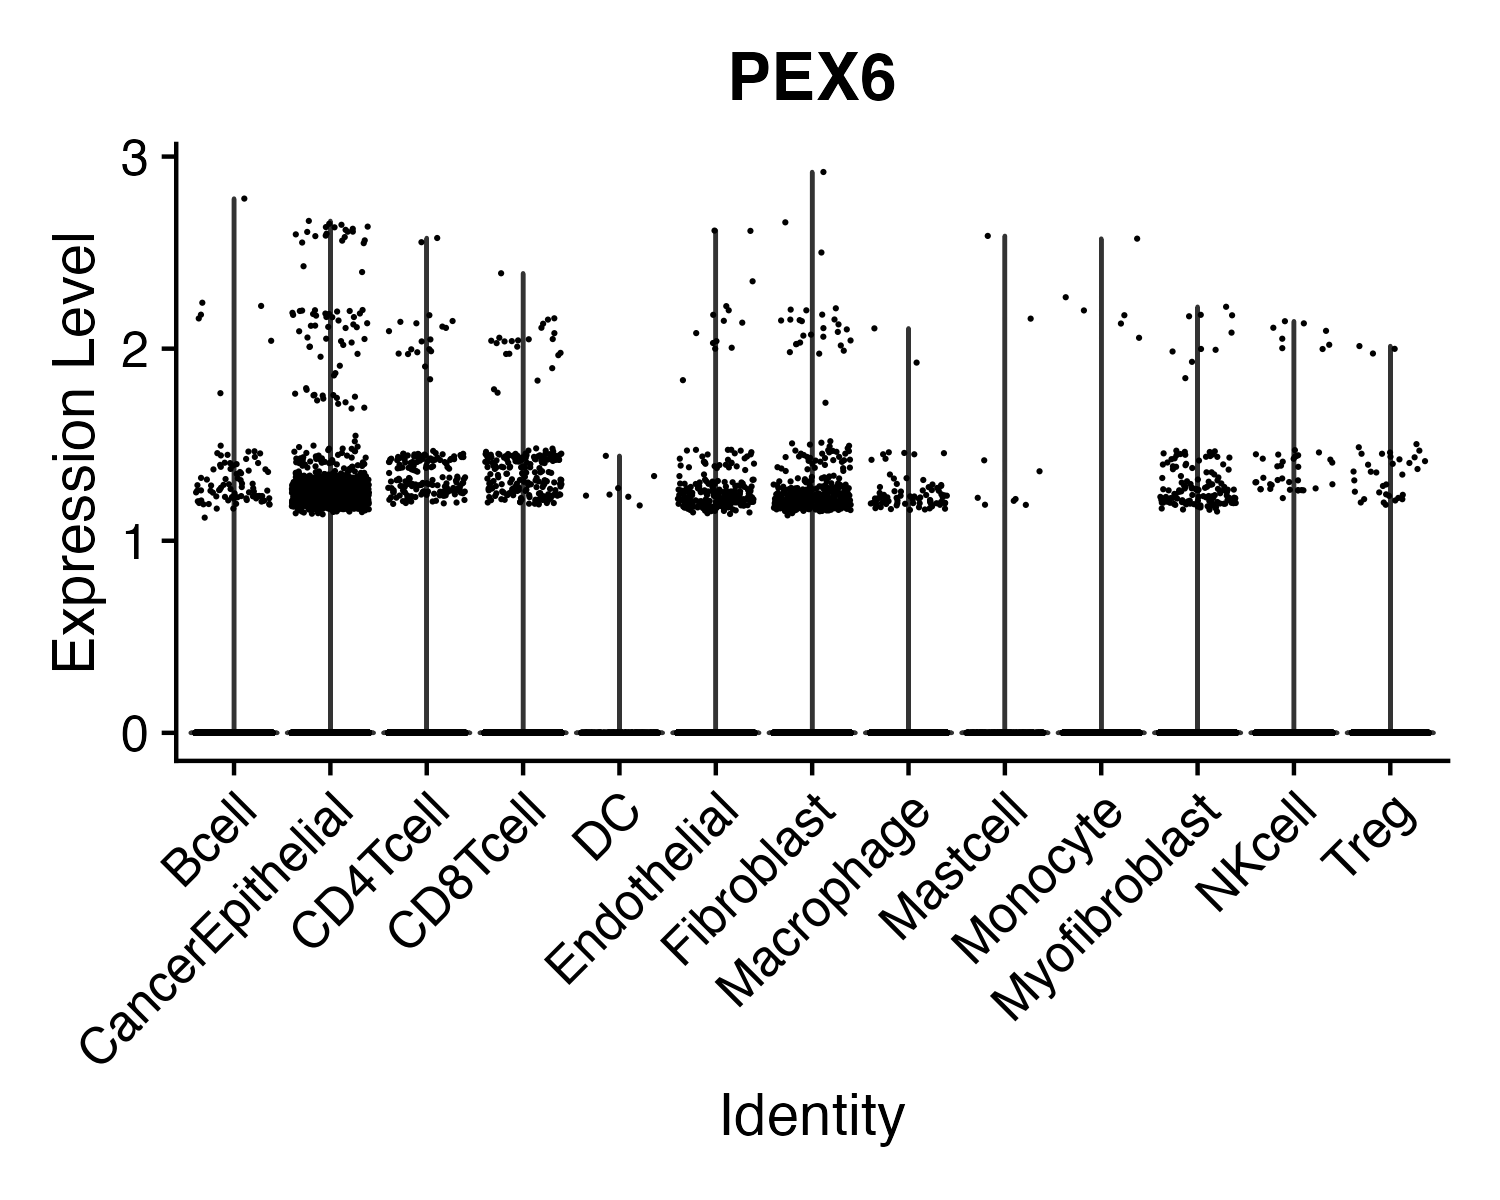 PEX6
Expression Level
3
2
1
0
Bcell
CancerEpithelial
CD4Tcell
CD8Tcell
DC
Endothelial
Fibroblast
Macrophage
Mastcell
Monocyte
Myofibroblast
NKcell
Treg
Identity